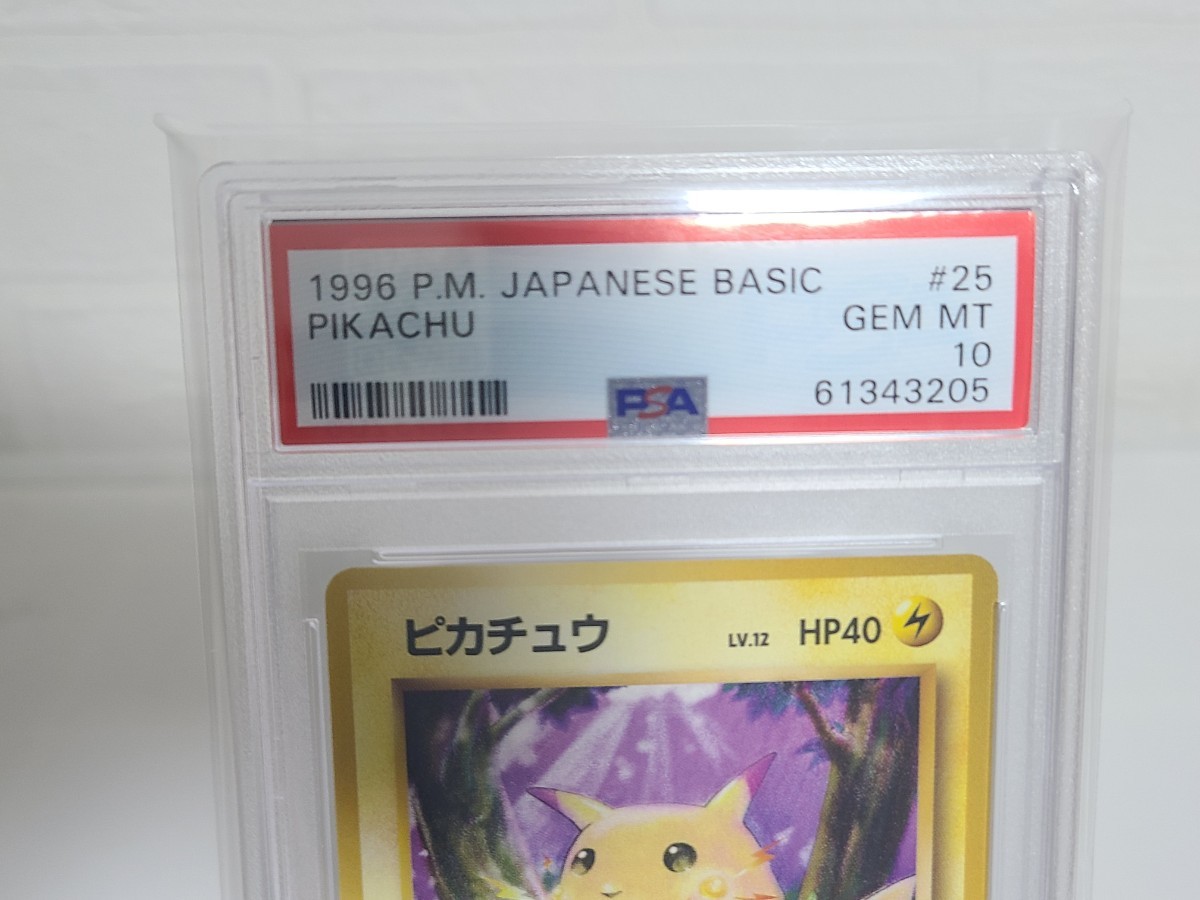 1996 P.M. JAPANESE BASIC #25
PIKACHU GEM MT
10
PSA 61343205
ピカチュウ LV.12 HP40